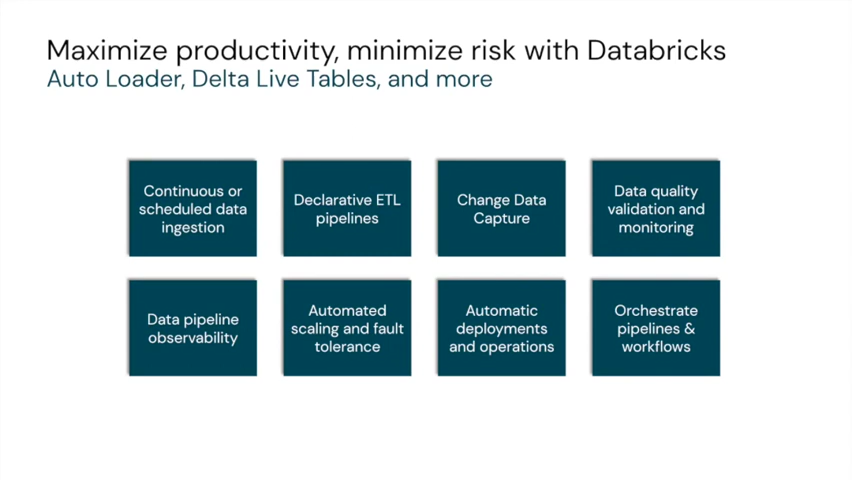 Maximize productivity, minimize risk with Databricks
Auto Loader, Delta Live Tables, and more
Continuous or
scheduled data
ingestion
Declarative ETL
pipelines
Change Data
Capture
Data quality
validation and
monitoring
Data pipeline
observability
Automated
scaling and fault
tolerance
Automatic
deployments
and operations
Orchestrate
pipelines &
workflows